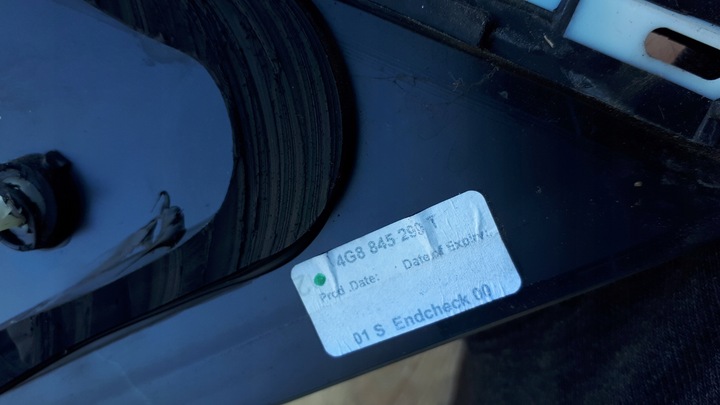 4G8 845 299 T
Prod .Date: Date of Expiry:
01 S Endcheck 00